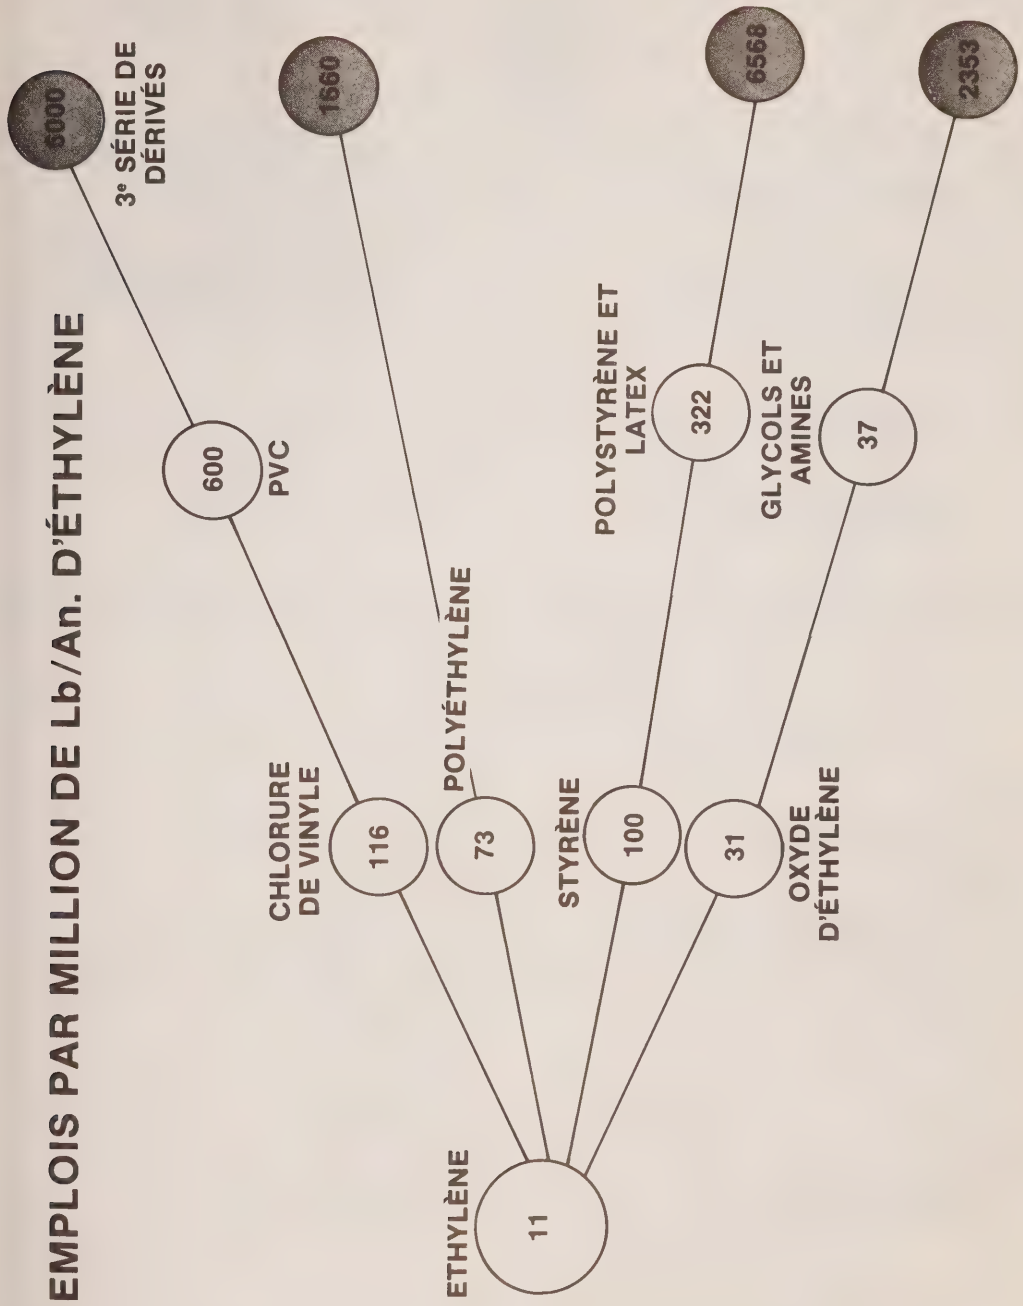 EMPLOIS PAR MILLION DE Lb/An. D'ÉTHYLÈNE
ETHYLÈNE
11
CHLORURE
DE VINYLE
116
PVC
600
6000
3e SÉRIE DE
DÉRIVÉS
73
POLYÉTHYLÈNE
1660
STYRÈNE
100
POLYSTYRÈNE ET
LATEX
322
6568
31
OXYDE
D'ÉTHYLÈNE
GLYCOLS ET
AMINES
37
2353